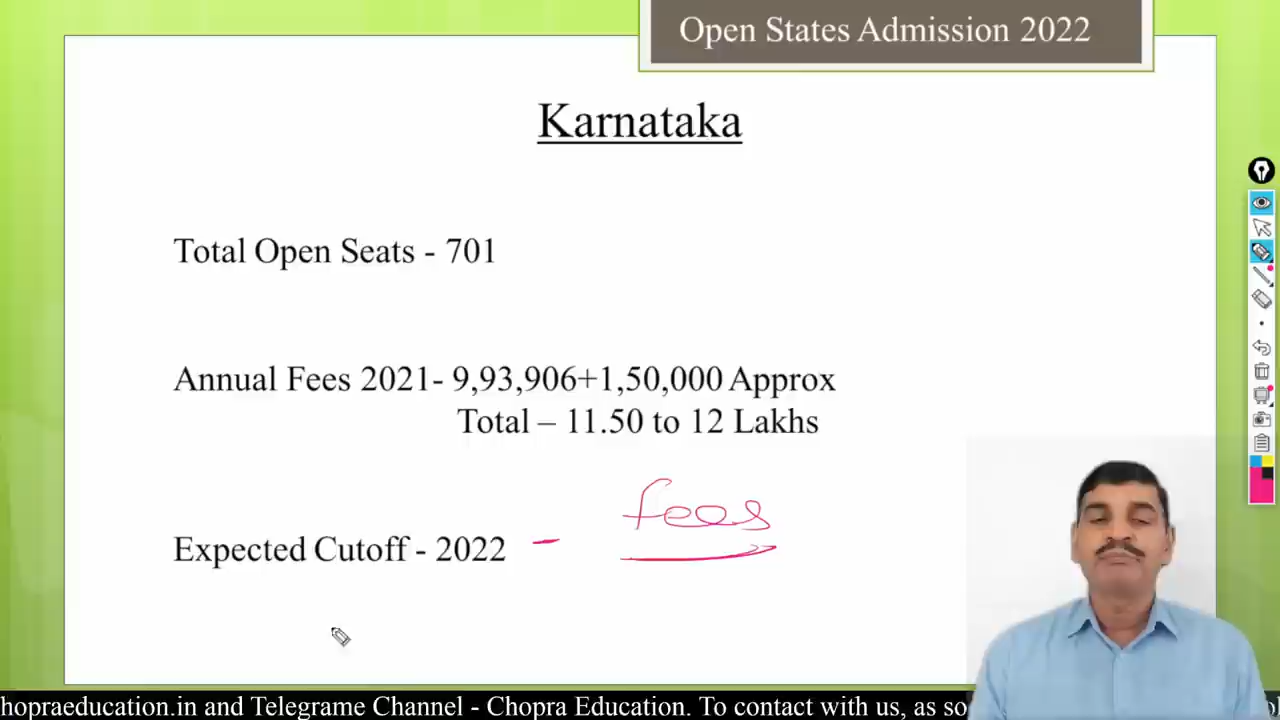 Open States Admission 2022
Karnataka
Total Open Seats - 701
Annual Fees 2021- 9,93,906+1,50,000 Approx
Total – 11.50 to 12 Lakhs
fees
Expected Cutoff - 2022 -
hopraeducation.in and Telegrame Channel - Chopra Education. To contact with us, as so